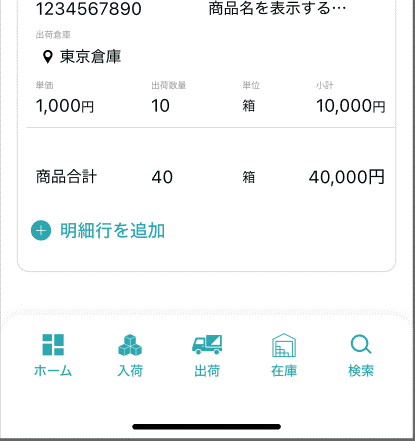 1234567890 商品名を表示する…
出荷倉庫
東京倉庫
単価 出荷数量 単位 小計
1,000円 10 箱 10,000円
商品合計 40 箱 40,000円
明細行を追加
ホーム 入荷 出荷 在庫 検索